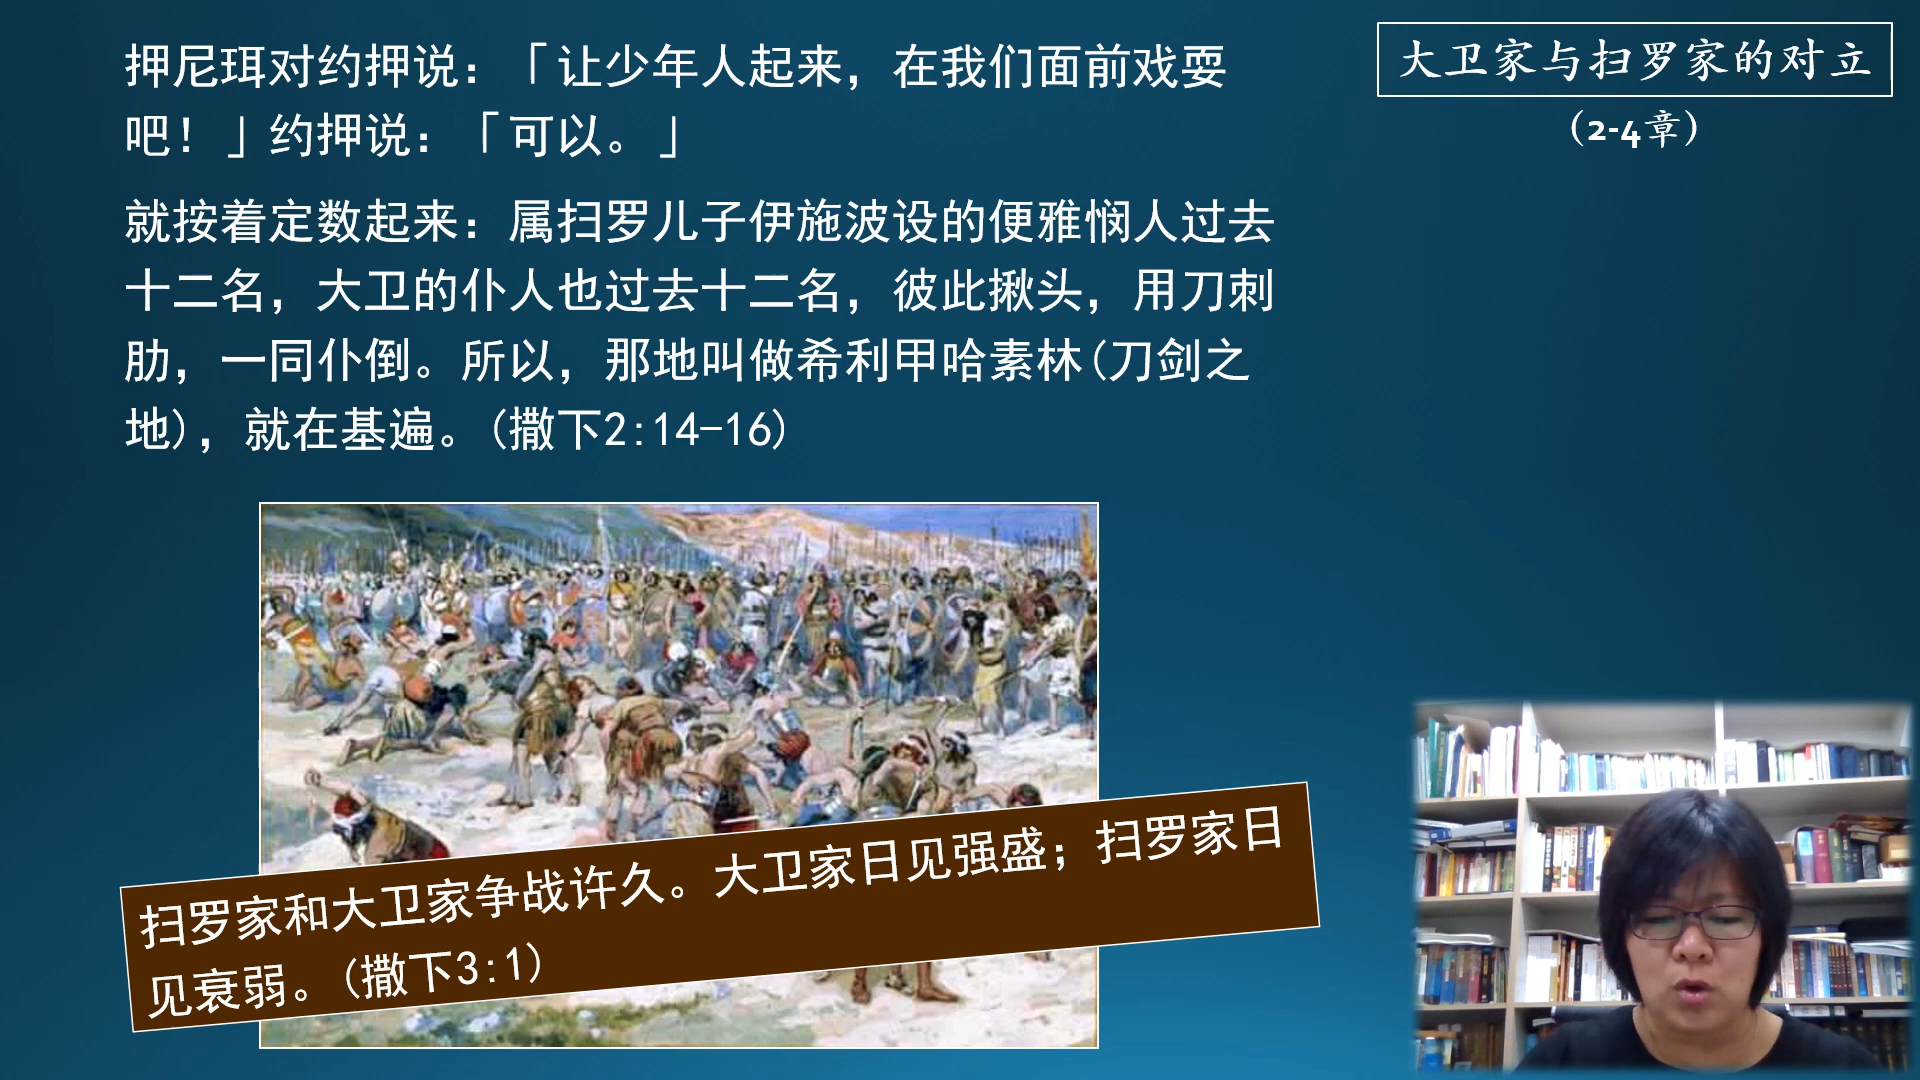 押尼珥对约押说：「让少年人起来，在我们面前戏耍
吧！」约押说：「可以。」
就按着定数起来：属扫罗儿子伊施波设的便雅悯人过去
十二名，大卫的仆人也过去十二名，彼此揪头，用刀刺
肋，一同仆倒。所以，那地叫做希利甲哈素林(刀剑之
地)，就在基遍。(撒下2:14-16)
大卫家与扫罗家的对立
（2-4章）
扫罗家和大卫家争战许久。大卫家日见强盛；扫罗家日
见衰弱。(撒下3:1)